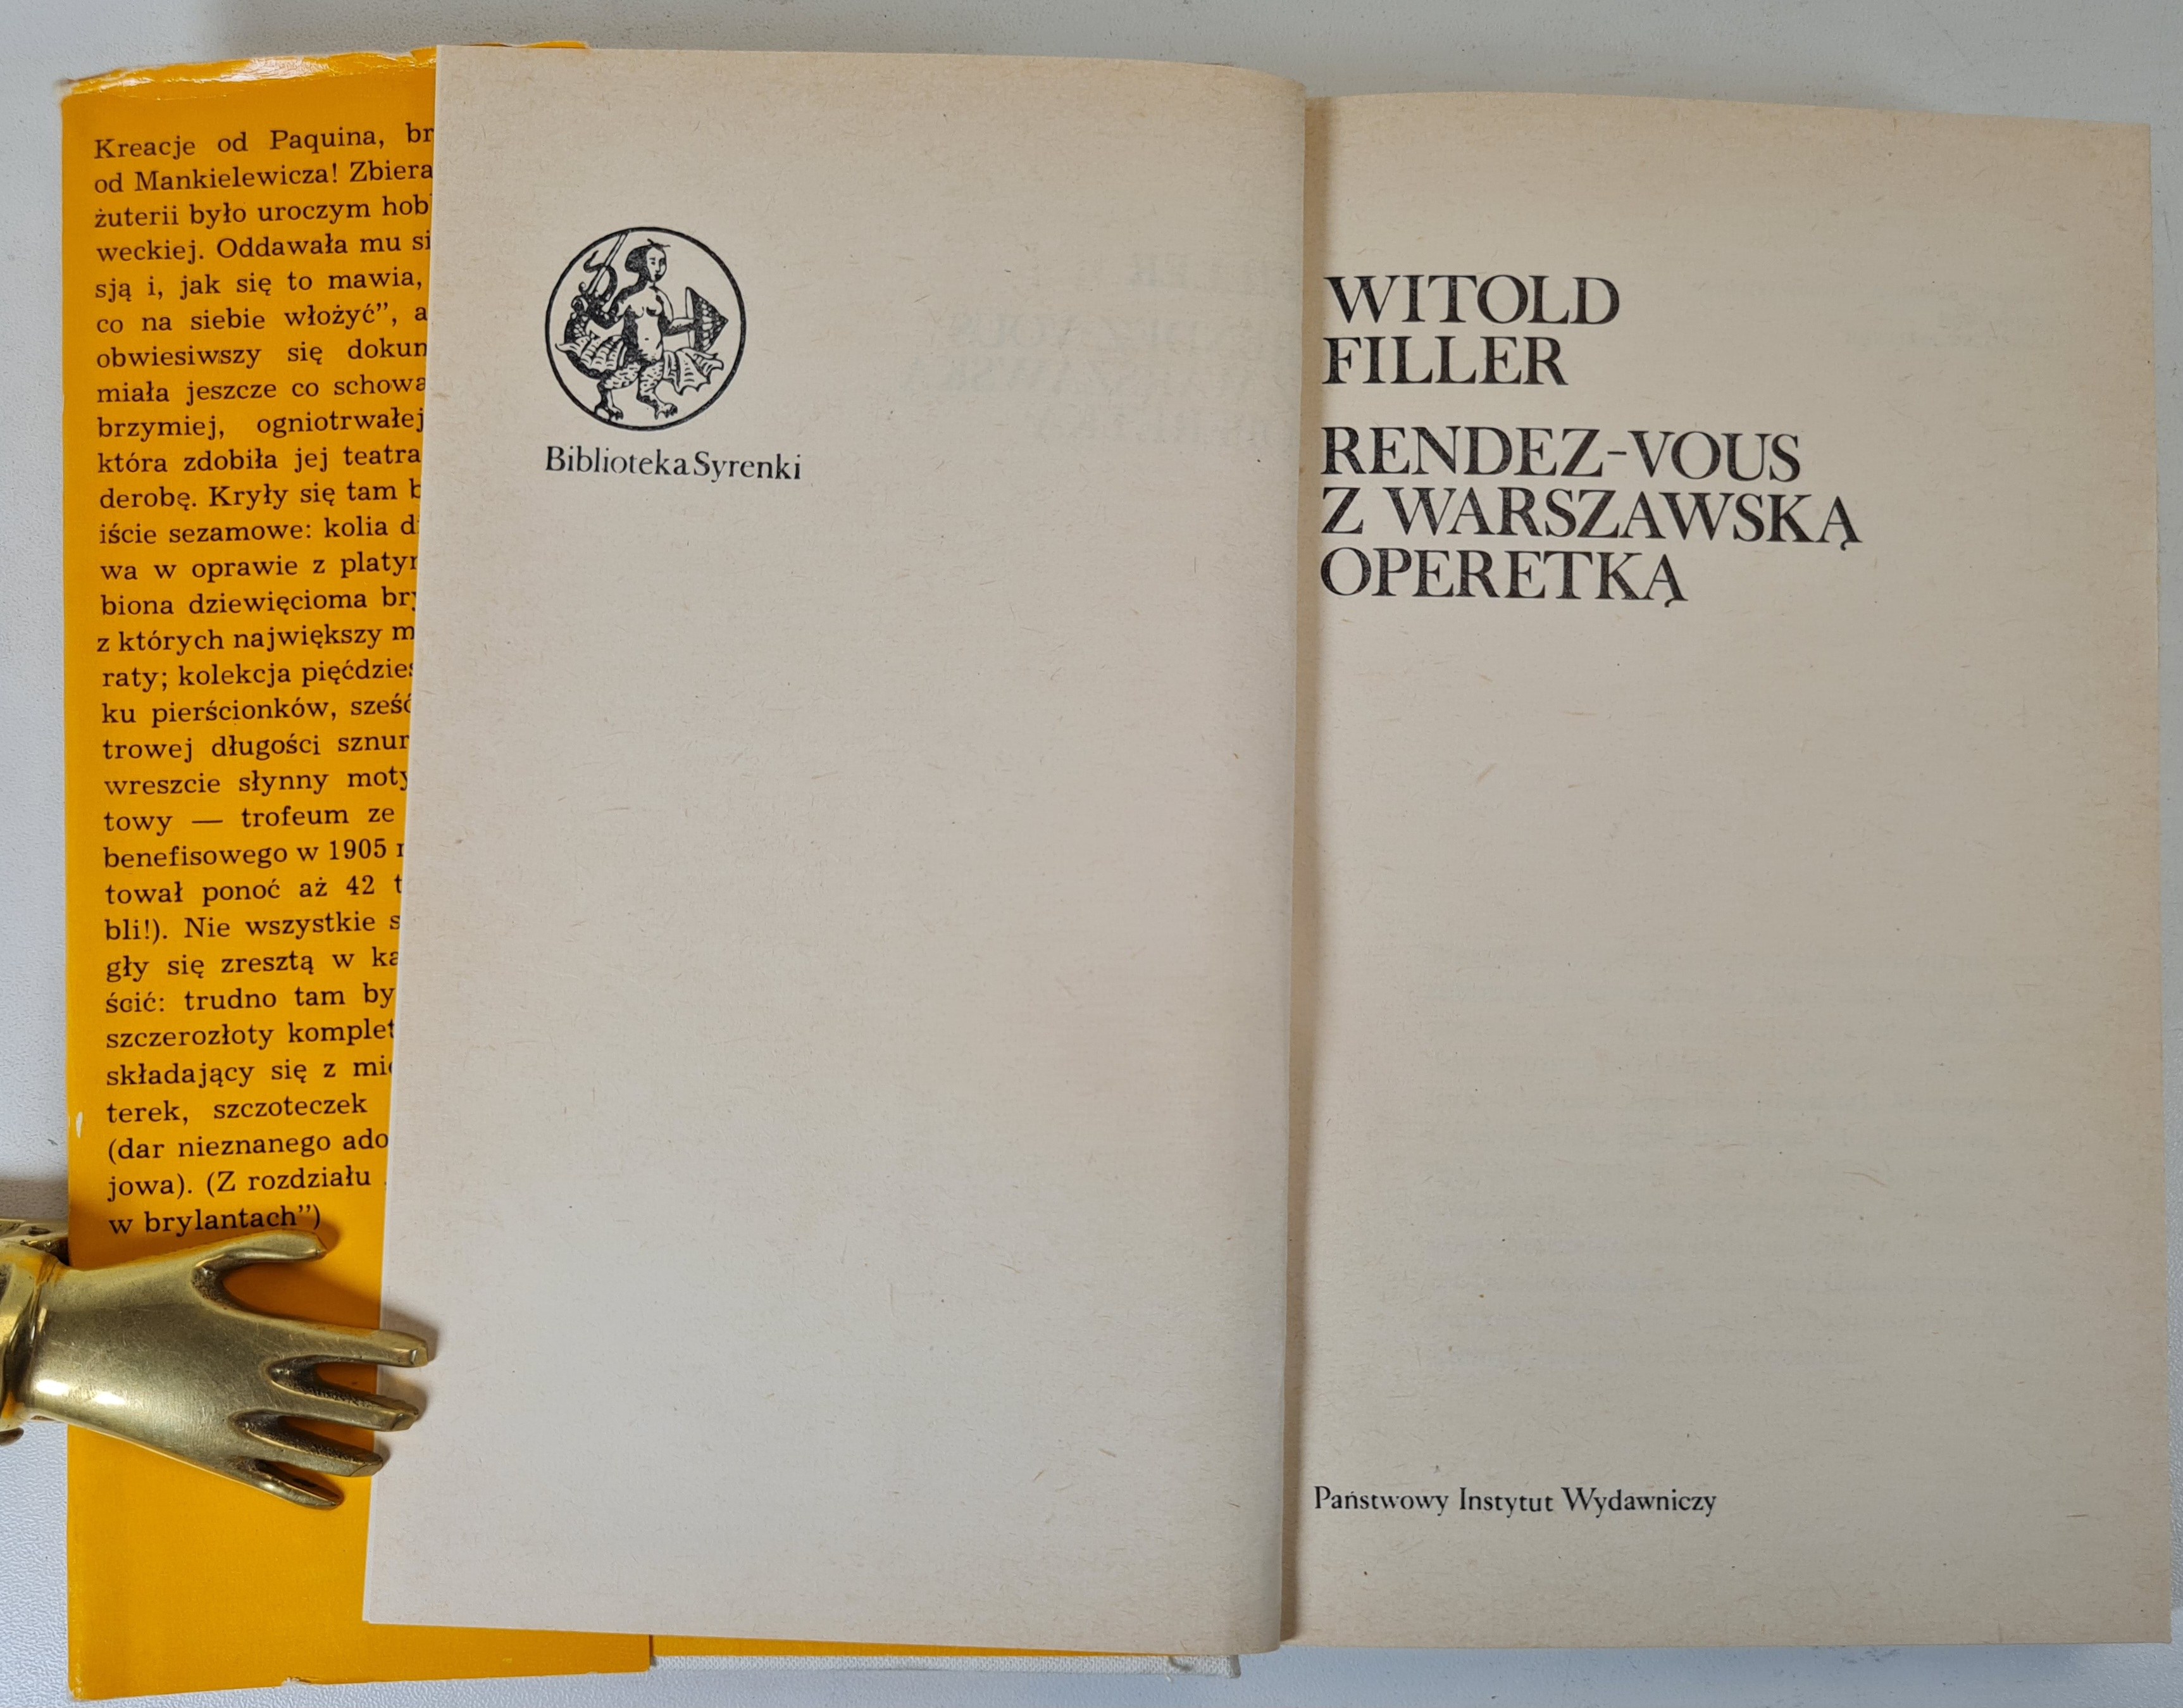 Kreacje od Paquina, br
od Mankielewicza! Zbiera
żuterii było uroczym hob
weckiej. Oddawała mu si
sją i, jak się to mawia,
co na siebie włożyć”, a
obwiesiwszy się dokum
miała jeszcze co schowa
brzymiej, ogniotrwałej
która zdobiła jej teatra
derobę. Kryły się tam b
iście sezamowe: kolia d
wa w oprawie z platyn
biona dziewięcioma bry
z których największy m
raty; kolekcja pięćdzies
ku pierścionków, sześć
trowej długości sznur
wreszcie słynny moty
towy — trofeum ze
benefisowego w 1905 r
tował ponoć aż 42 t
bli!). Nie wszystkie s
gły się zresztą w ka
ścić: trudno tam by
szczerozłoty komplet
składający się z mie
terek, szczoteczek
(dar nieznanego ado
jowa). (Z rozdziału
w brylantach”)
Biblioteka Syrenki
WITOLD
FILLER
RENDEZ-VOUS
Z WARSZAWSKĄ
OPERETKĄ
Państwowy Instytut Wydawniczy